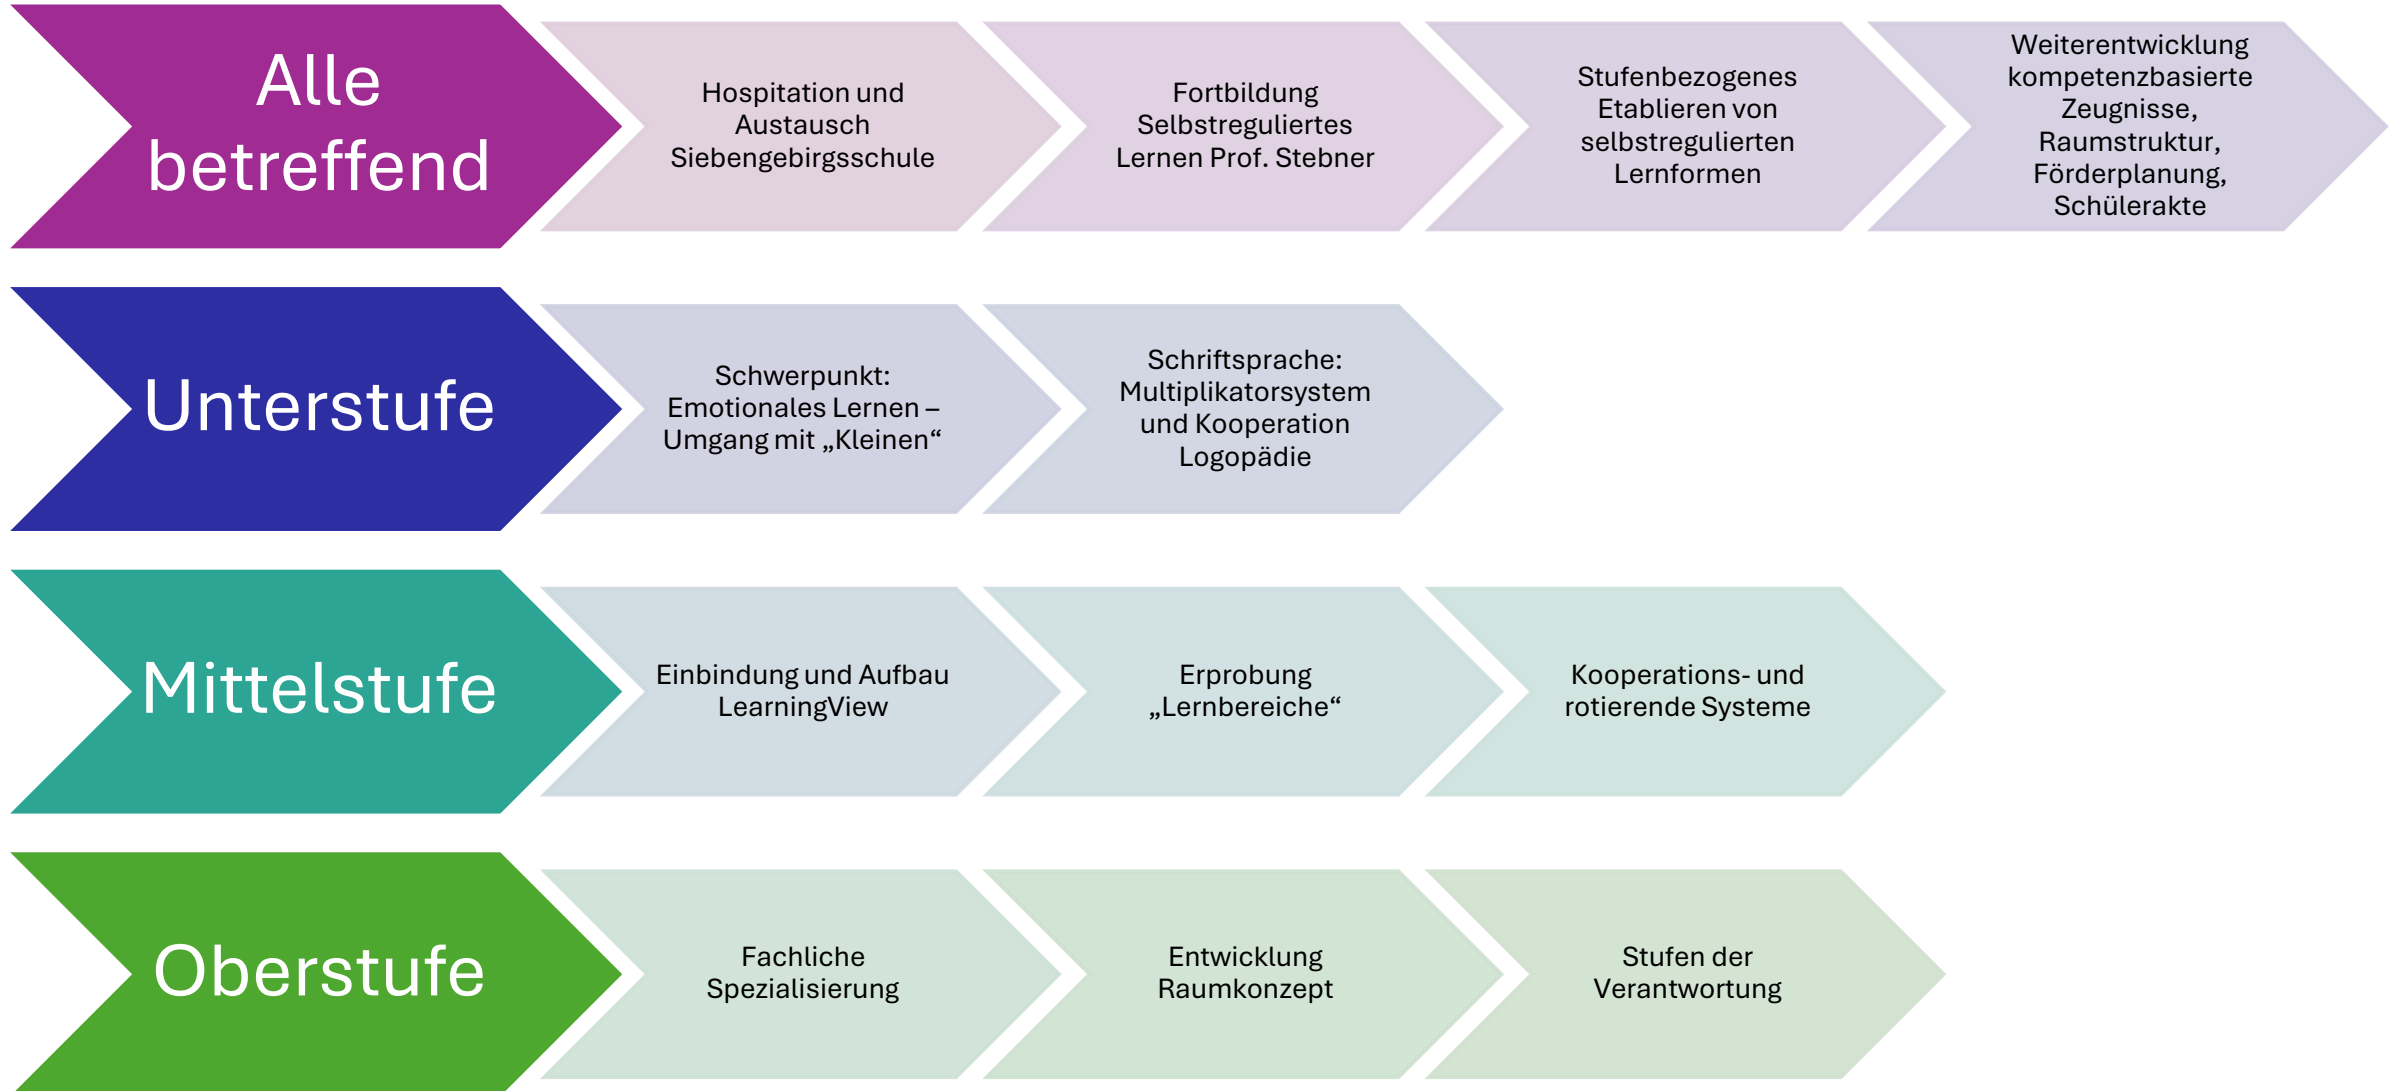 Alle
betreffend
Hospitation und
Austausch
Siebengebirgsschule
Fortbildung
Selbstreguliertes
Lernen Prof. Stebner
Stufenbezogenes
Etablieren von
selbstregulierten
Lernformen
Weiterentwicklung
kompetenzbasierte
Zeugnisse,
Raumstruktur,
Förderplanung,
Schülerakte
Unterstufe
Schwerpunkt:
Emotionales Lernen –
Umgang mit „Kleinen“
Schriftsprache:
Multiplikatorsystem
und Kooperation
Logopädie
Mittelstufe
Einbindung und Aufbau
LearningView
Erprobung
„Lernbereiche“
Kooperations- und
rotierende Systeme
Oberstufe
Fachliche
Spezialisierung
Entwicklung
Raumkonzept
Stufen der
Verantwortung